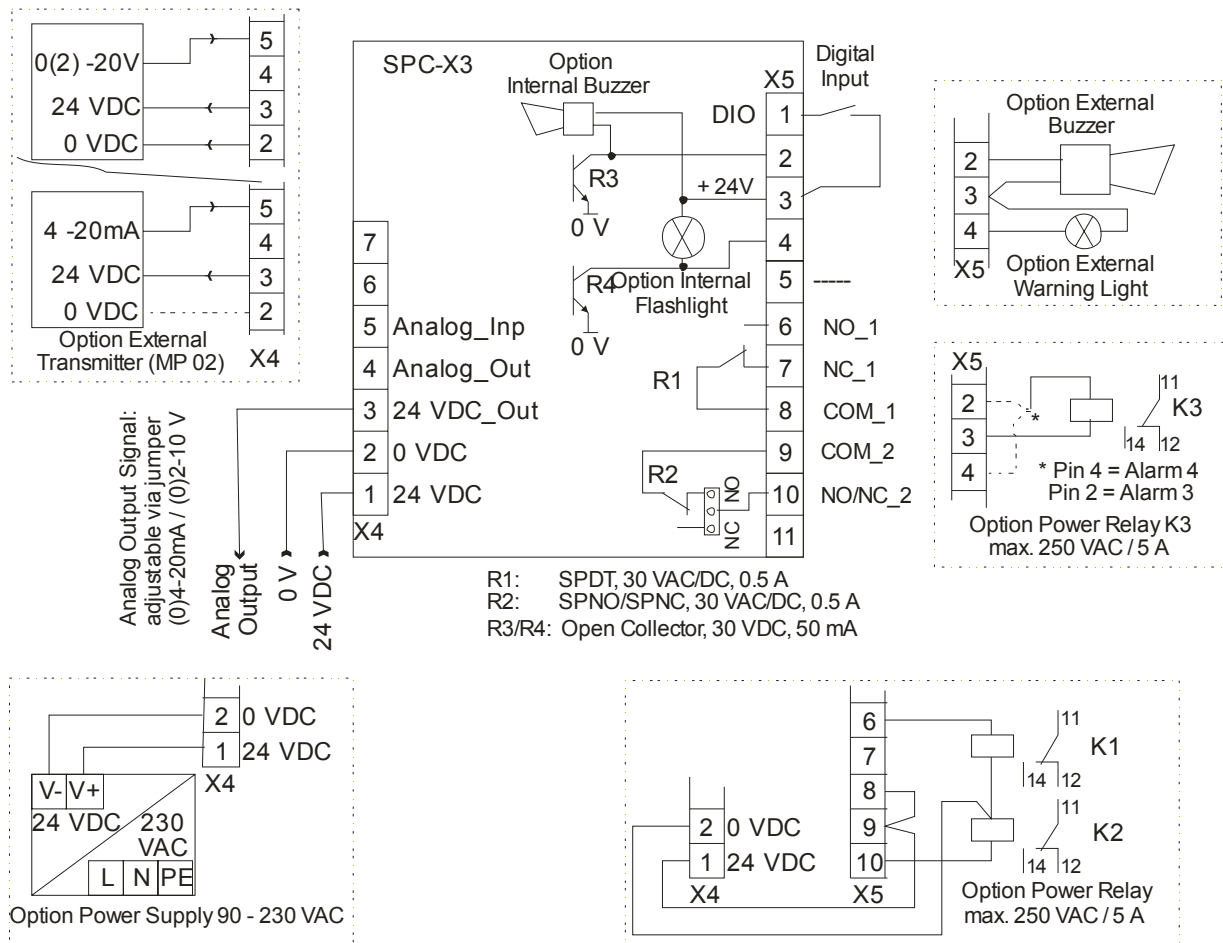 0(2) -20V
24 VDC
0 VDC
5
4
3
2
4 -20mA
24 VDC
0 VDC
5
4
3
2
Option External
Transmitter (MP 02)
X4
SPC-X3
Option
Internal Buzzer
X5
Digital
Input
DIO
1
2
3
4
5
6
7
8
9
10
11
R3
+ 24V
0 V
R4
Option Internal
Flashlight
0 V
-----
NO_1
NC_1
COM_1
COM_2
NO/NC_2
R1
R2
NO
NC
7
6
5 Analog_Inp
4 Analog_Out
3 24 VDC_Out
2 0 VDC
1 24 VDC
X4
Analog Output Signal:
adjustable via jumper
(0)4-20mA / (0)2-10 V
Analog
Output
0 V
24 VDC
R1: SPDT, 30 VAC/DC, 0.5 A
R2: SPNO/SPNC, 30 VAC/DC, 0.5 A
R3/R4: Open Collector, 30 VDC, 50 mA
Option External
Buzzer
2
3
4
X5
Option External
Warning Light
X5
2
3
4
*
11
K3
14 12
* Pin 4 = Alarm 4
Pin 2 = Alarm 3
Option Power Relay K3
max. 250 VAC / 5 A
2 0 VDC
1 24 VDC
X4
V- V+
24 VDC
230
VAC
L N PE
Option Power Supply 90 - 230 VAC
2 0 VDC
1 24 VDC
X4
6
7
8
9
10
X5
11
K1
14 12
11
K2
14 12
Option Power Relay
max. 250 VAC / 5 A